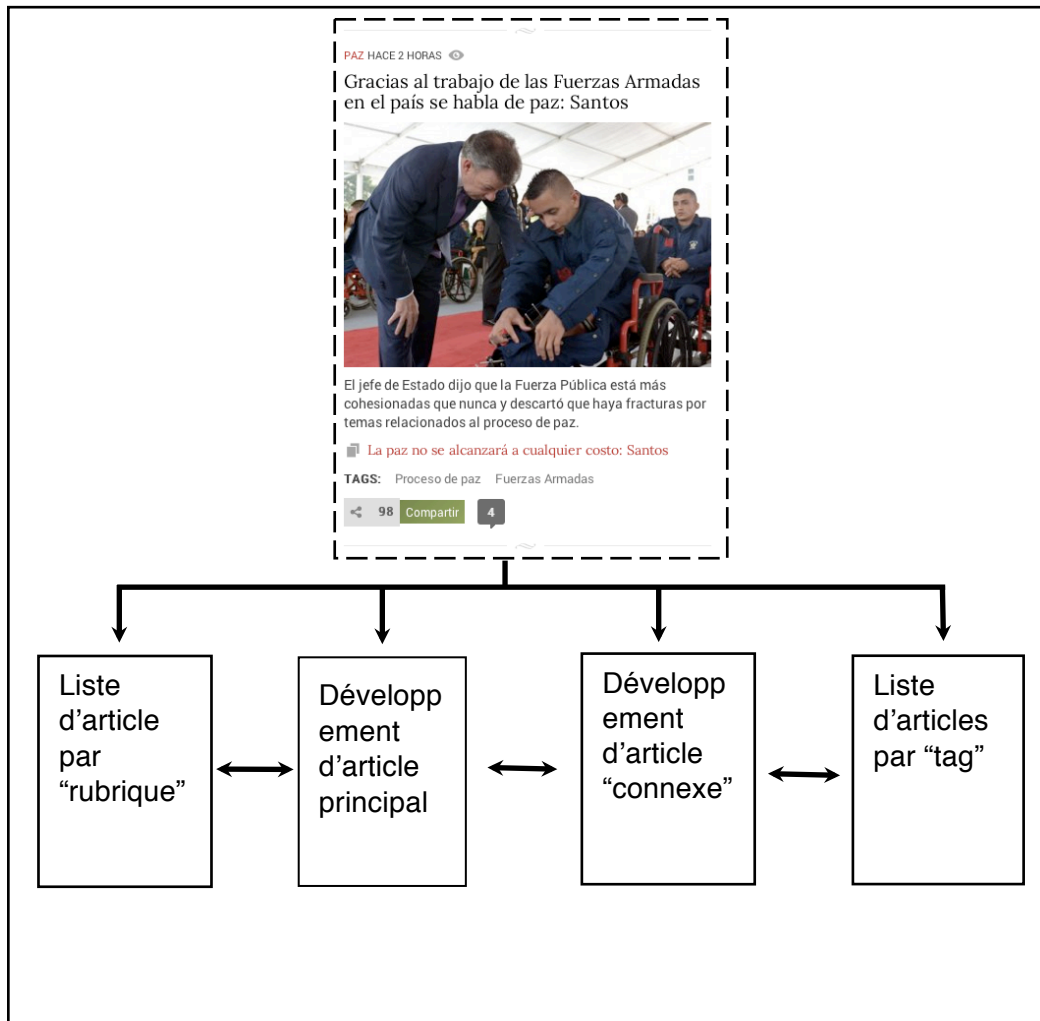 PAZ HACE 2 HORAS
Gracias al trabajo de las Fuerzas Armadas
en el país se habla de paz: Santos
El jefe de Estado dijo que la Fuerza Pública está más
cohesionadas que nunca y descartó que haya fracturas por
temas relacionados al proceso de paz.
La paz no se alcanzará a cualquier costo: Santos
TAGS: Proceso de paz Fuerzas Armadas
98 Compartir 4
Liste
d’article
par
“rubrique”
Développ
ement
d’article
principal
Développ
ement
d’article
“connexe”
Liste
d’articles
par “tag”